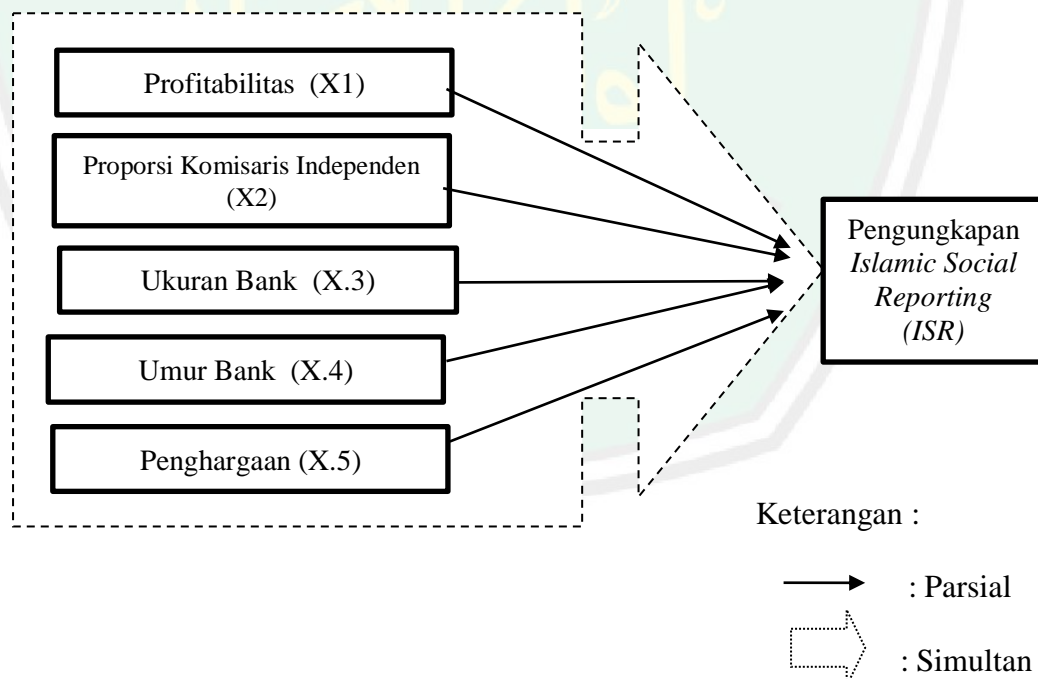 Profitabilitas (X1)
Proporsi Komisaris Independen
(X2)
Ukuran Bank (X.3)
Umur Bank (X.4)
Penghargaan (X.5)
Pengungkapan
Islamic Social
Reporting
(ISR)
Keterangan :
: Parsial
: Simultan